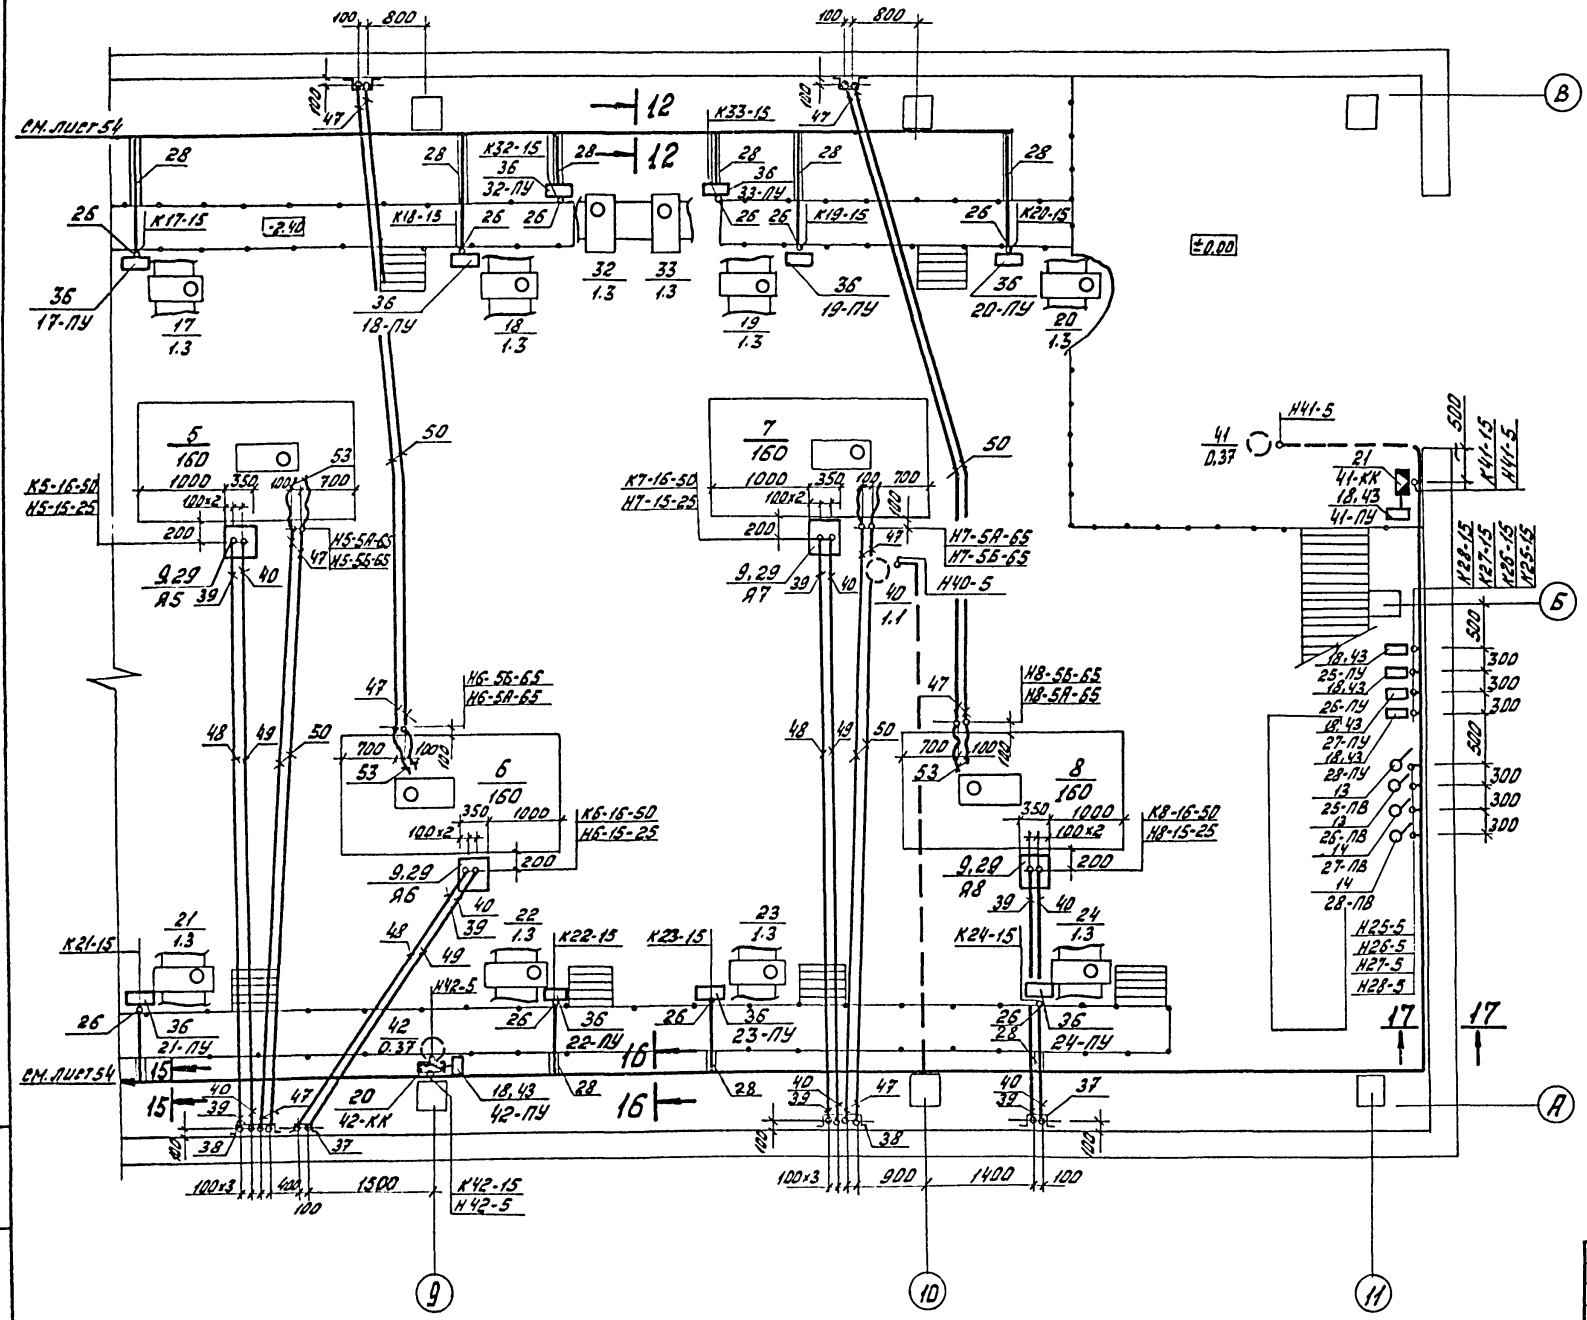 100 800
100 800
100
47
12
К33-15
100
47
В
см. лист 54
28
28
К32-15
36
32-ПУ
28
12
28
36
33-ПУ
28
28
26
К17-15
-2.40
К18-15
26
26
26
26
К19-15
26
К20-15
±0.00
36
17-ПУ
17
1.3
36
18-ПУ
18
1.3
32
1.3
33
1.3
19
1.3
36
19-ПУ
36
20-ПУ
20
1.3
5
160
53
50
7
160
50
41
0,37
Н41-5
500
К41-15
Н41-5
К5-16-50
Н5-15-25
1000
350
100
700
100х2
200
К7-16-50
Н7-15-25
1000
350
100
700
100х2
100
200
21
41-КК
18,43
41-ПУ
Н5-5А-65
Н5-5Б-65
47
9,29
Я5
39
40
Н7-5А-65
Н7-5Б-65
47
9,29
Я7
39
40
40
1.1
Н40-5
К28-15
К27-15
К26-15
К25-15
Б
500
18,43
25-ПУ
300
18,43
26-ПУ
300
18,43
27-ПУ
300
18,43
28-ПУ
500
47
Н6-5Б-65
Н6-5А-65
47
Н8-5Б-65
Н8-5А-65
48
49
50
48
49
50
700
100
100
53
6
160
700
100
100
53
8
160
13
25-ПВ
300
13
26-ПВ
300
14
27-ПВ
300
14
28-ПВ
350
1000
100х2
К6-16-50
Н6-15-25
200
350
1000
100х2
К8-16-50
Н8-15-25
200
9,29
Я6
40
39
9,29
Я8
39
40
Н25-5
Н26-5
Н27-5
Н28-5
К21-15
21
1.3
48
49
22
1.3
К22-15
К23-15
23
1.3
К24-15
24
1.3
26
36
21-ПУ
Н42-5
42
0.37
26
36
22-ПУ
26
36
23-ПУ
26
28
36
24-ПУ
17
17
см. лист 54
15
15
16
16
28
28
40
39
47
20
42-КК
18,43
42-ПУ
40
39
47
40
39
37
100
38
37
100
38
100
А
100х3
400
100
1500
К42-15
Н42-5
100х3
900
1400
100
9
10
11